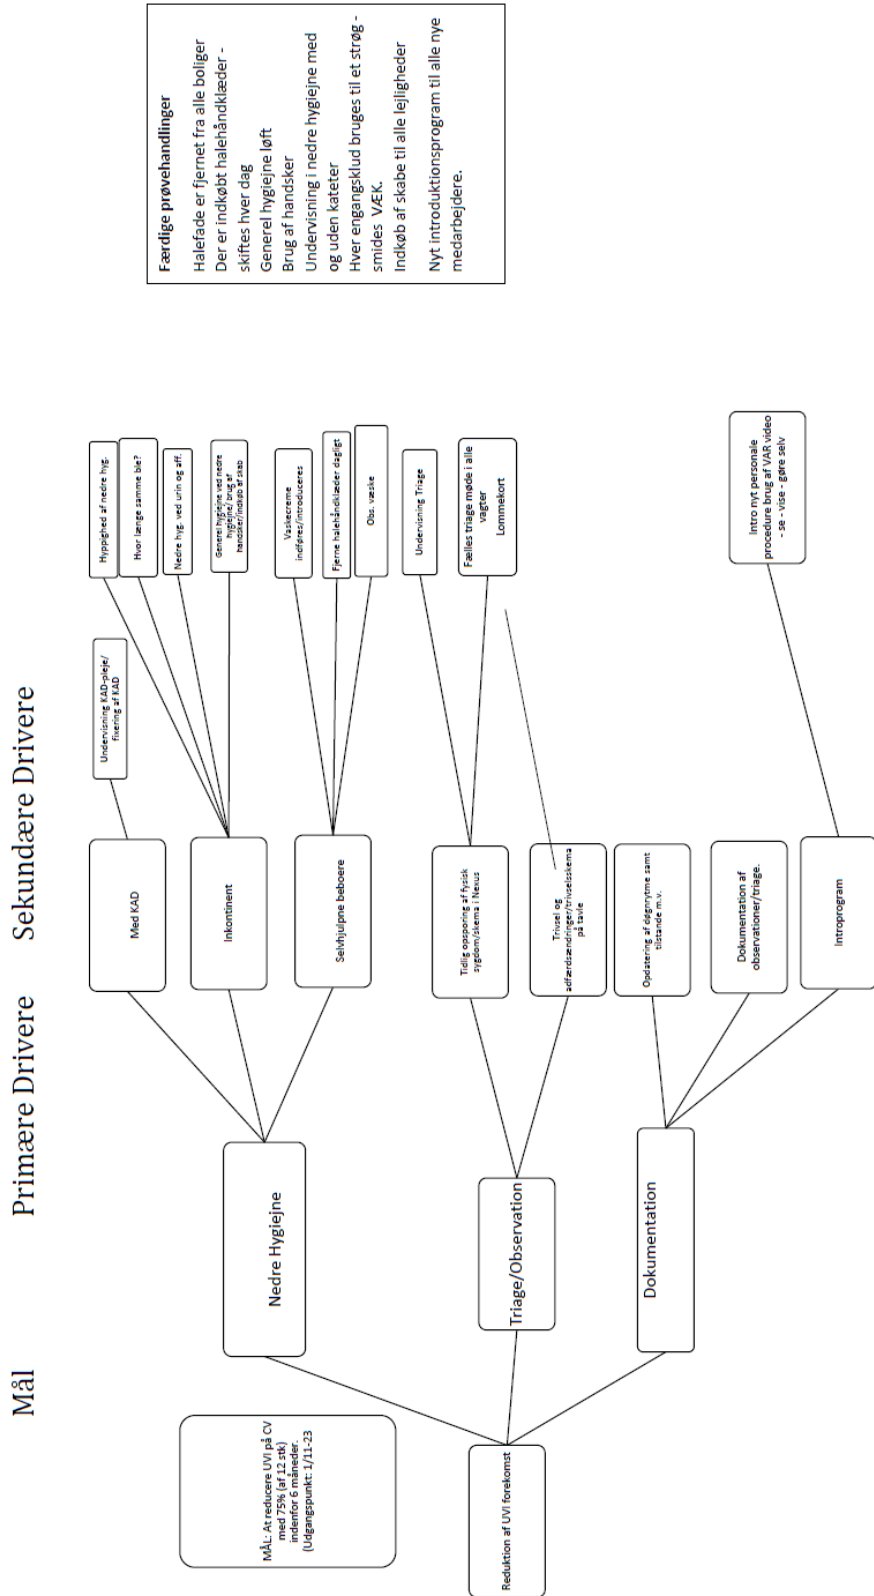 Mål
Primære Drivere
Sekundære Drivere
MÅL: At reducere UVI på CV
med 75% (af 12 stk)
indenfor 6 måneder.
(Udgangspunkt: 1/11-23
Reduktion af UVI forekomst
Nedre Hygiejne
Triage/Observation
Dokumentation
Med KAD
Inkontinent
Selvhjulpne beboere
Tidlig opsporing af fysisk
sygdom/skema i Nexus
Trivsel og
adfærdsændringer/trivselsskema
på tavle
Opdatering af døgnrytme samt
tilstande m.v.
Dokumentation af
observationer/triage.
Introprogram
Undervisning KAD-pleje/
fixering af KAD
Hyppighed af nedre hyg.
Hvor længe samme ble?
Nedre hyg. ved urin og aff.
Generel hygiejne ved nedre
hygiejne/ brug af
handsker/indkøb af skab
Vaskecreme
indføres/introduceres
Fjerne halehåndklæder dagligt
Obs. væske
Undervisning Triage
Fælles triage møde i alle
vagter
Lommekort
Intro nyt personale
procedure brug af VAR video
- se - vise - gøre selv
Færdige prøvehandlinger
Halefade er fjernet fra alle boliger
Der er indkøbt halehåndklæder -
skiftes hver dag
Generel hygiejne løft
Brug af handsker
Undervisning i nedre hygiejne med
og uden kateter
Hver engangsklud bruges til et strøg -
smides VÆK.
Indkøb af skabe til alle lejligheder
Nyt introduktionsprogram til alle nye
medarbejdere.